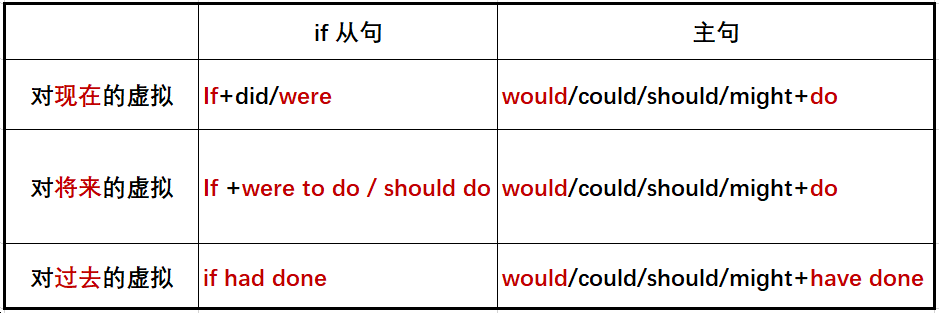 if 从句 主句
对现在的虚拟 If+did/were would/could/should/might+do
对将来的虚拟 If +were to do / should do would/could/should/might+do
对过去的虚拟 if had done would/could/should/might+have done